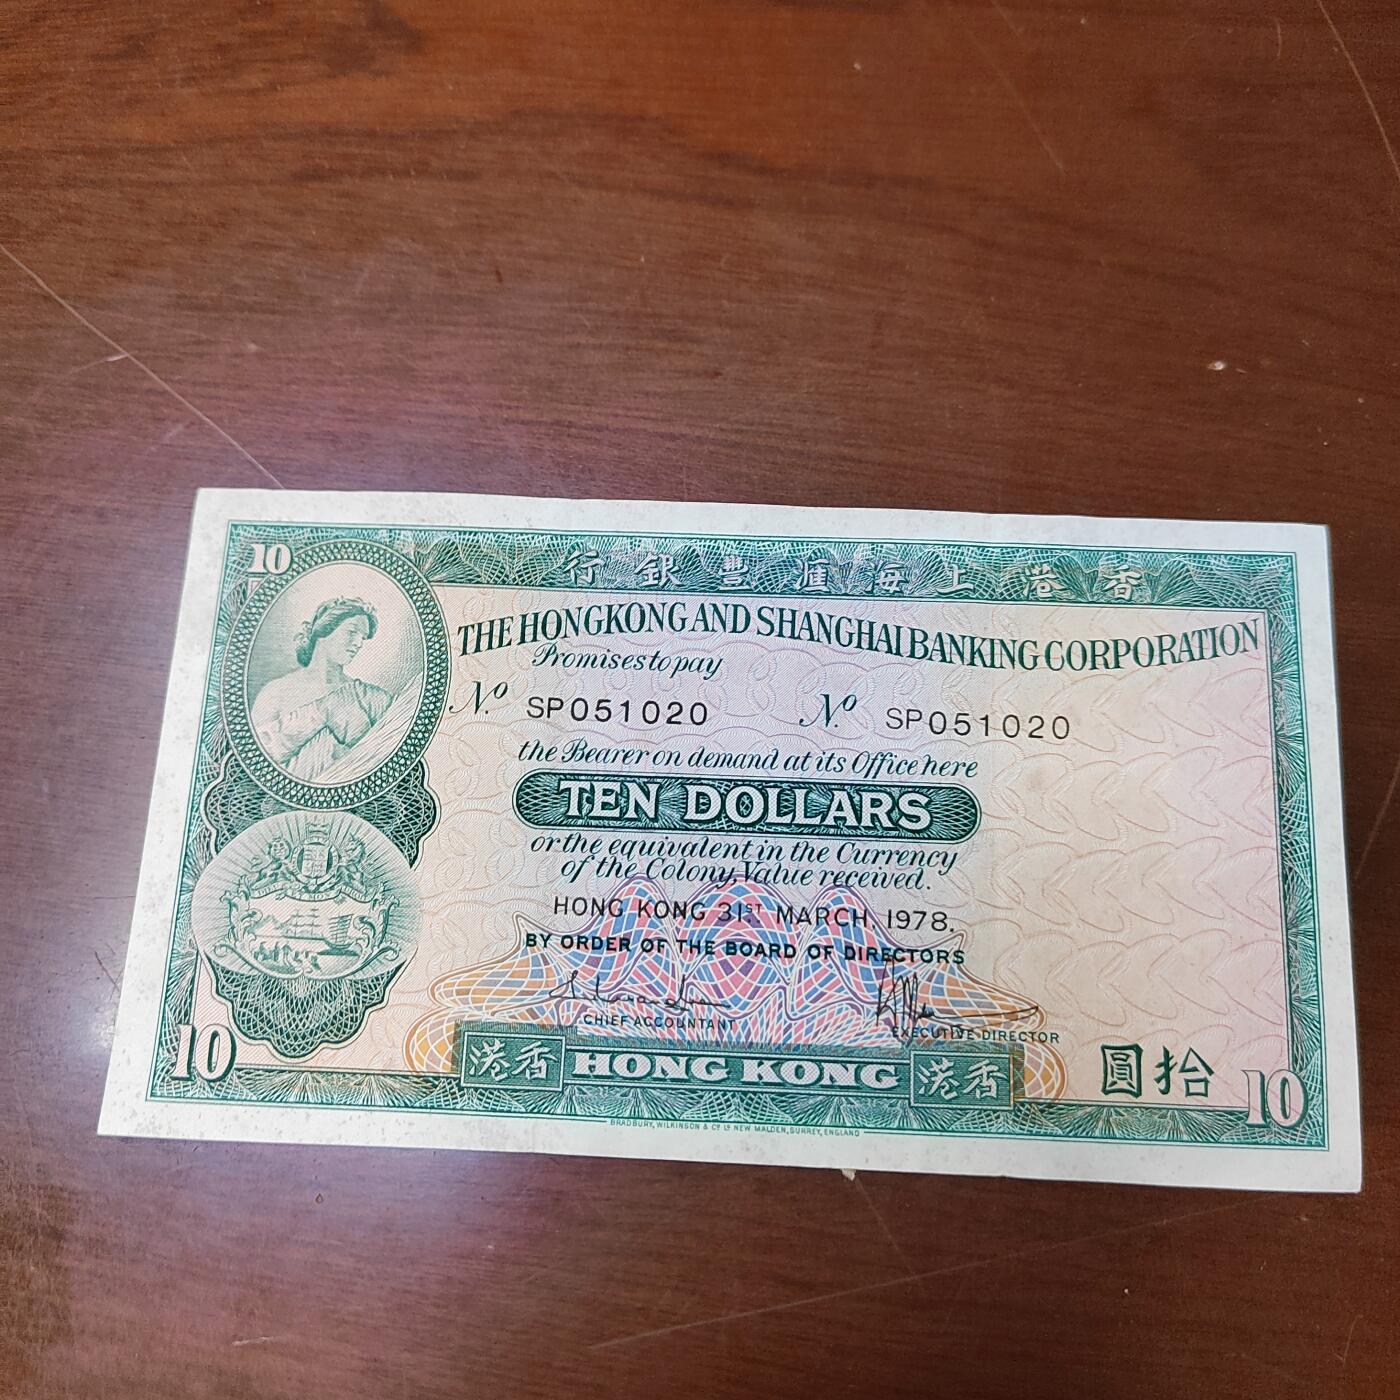 10
行銀豐滙海上港香
THE HONGKONG AND SHANGHAI BANKING CORPORATION
Promises to pay
No. SP051020 No. SP051020
the Bearer on demand at its Office here
TEN DOLLARS
or the equivalent in the Currency
of the Colony, Value received.
HONG KONG 31ST MARCH, 1978.
BY ORDER OF THE BOARD OF DIRECTORS
CHIEF ACCOUNTANT
EXECUTIVE DIRECTOR
10 港香 HONG KONG 港香 圓拾 10
BRADBURY, WILKINSON & Co. Ld. NEW MALDEN, SURREY, ENGLAND